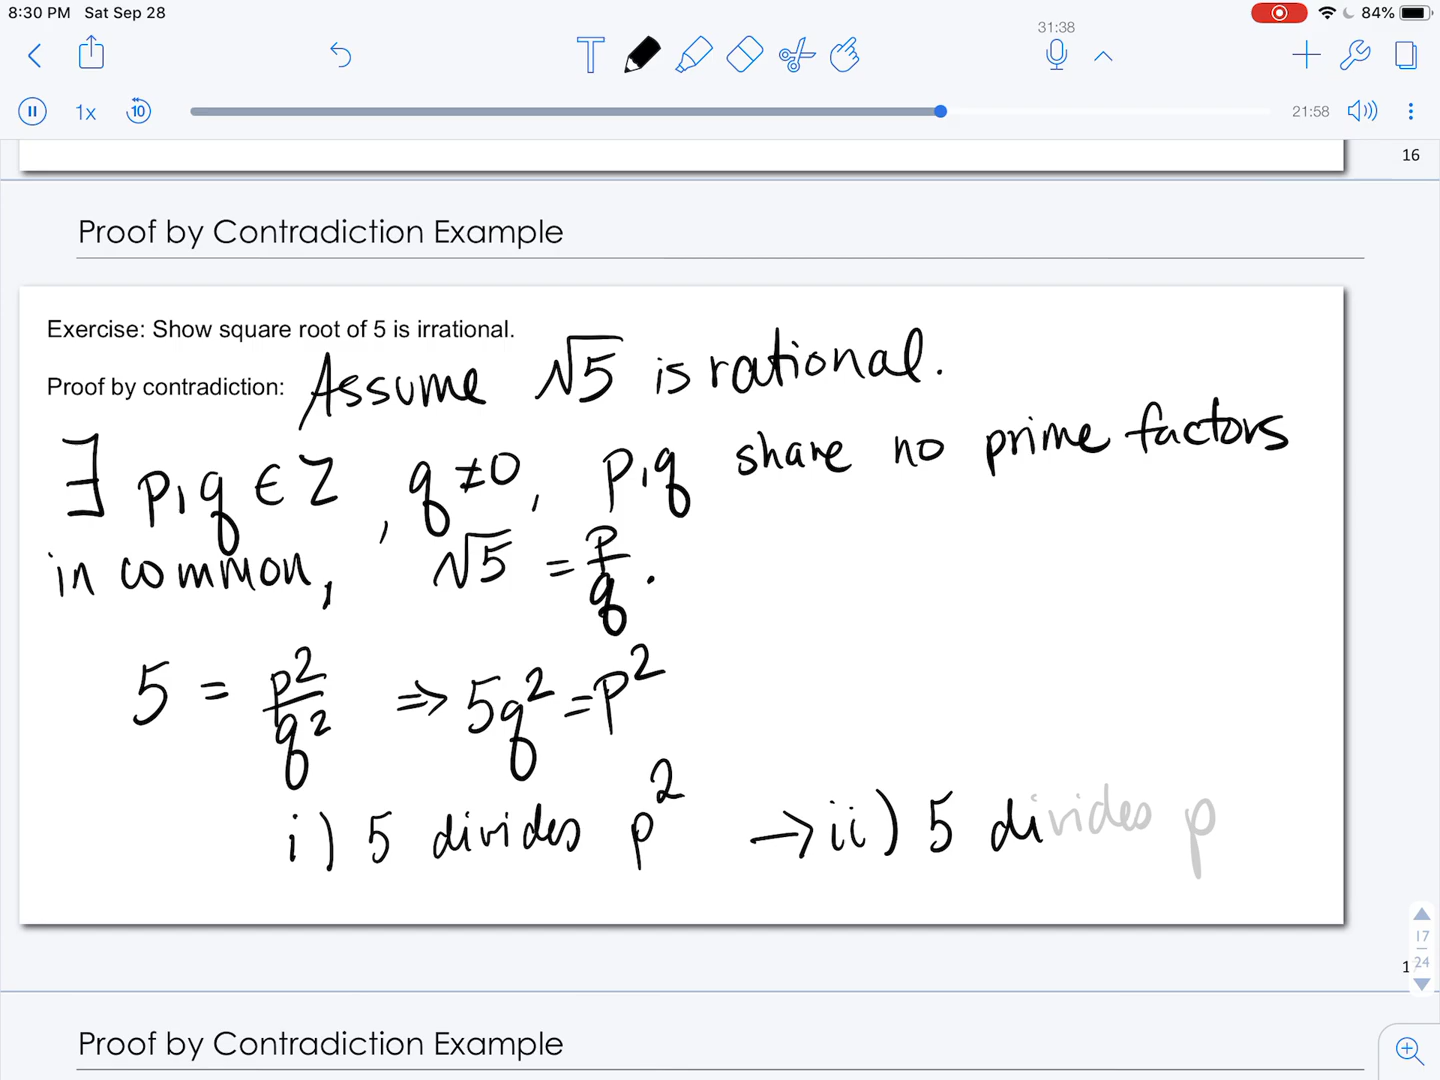 8:30 PM Sat Sep 28
84%
31:38
T
1x
10
21:58
16
Proof by Contradiction Example
Exercise: Show square root of 5 is irrational.
Proof by contradiction: Assume √5 is rational.
∃ p,q ∈ Z, q ≠ 0, p,q share no prime factors
in common, √5 = p/q.
5 = p²/q² ⇒ 5q² = p²
i) 5 divides p² → ii) 5 divides p
17
24
1
Proof by Contradiction Example